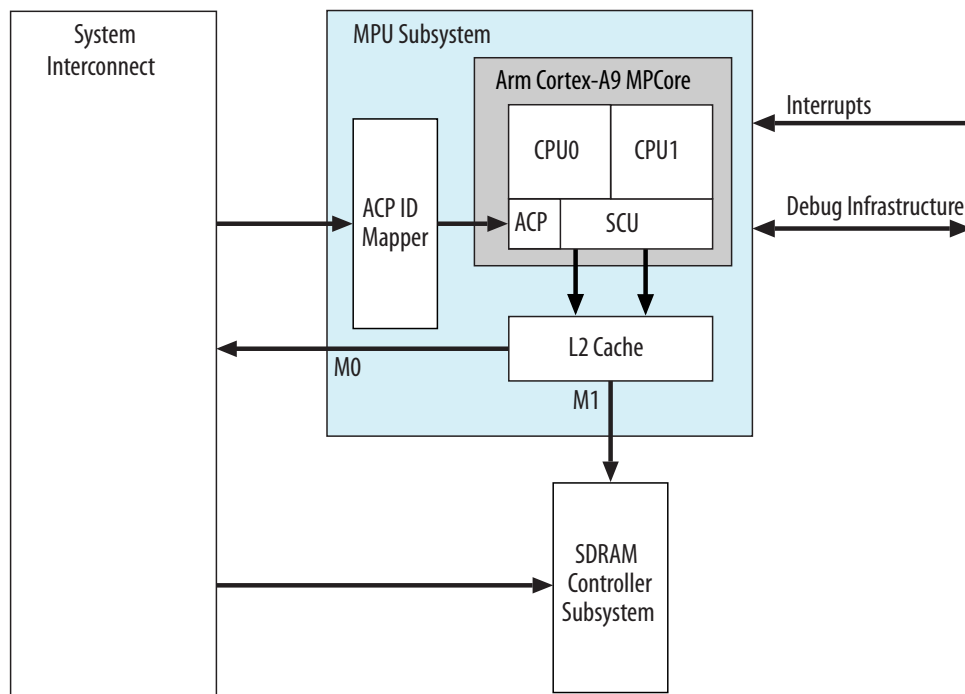 System
Interconnect
MPU Subsystem
Arm Cortex-A9 MPCore
Interrupts
CPU0
CPU1
ACP ID
Mapper
Debug Infrastructure
ACP
SCU
L2 Cache
M0
M1
SDRAM
Controller
Subsystem